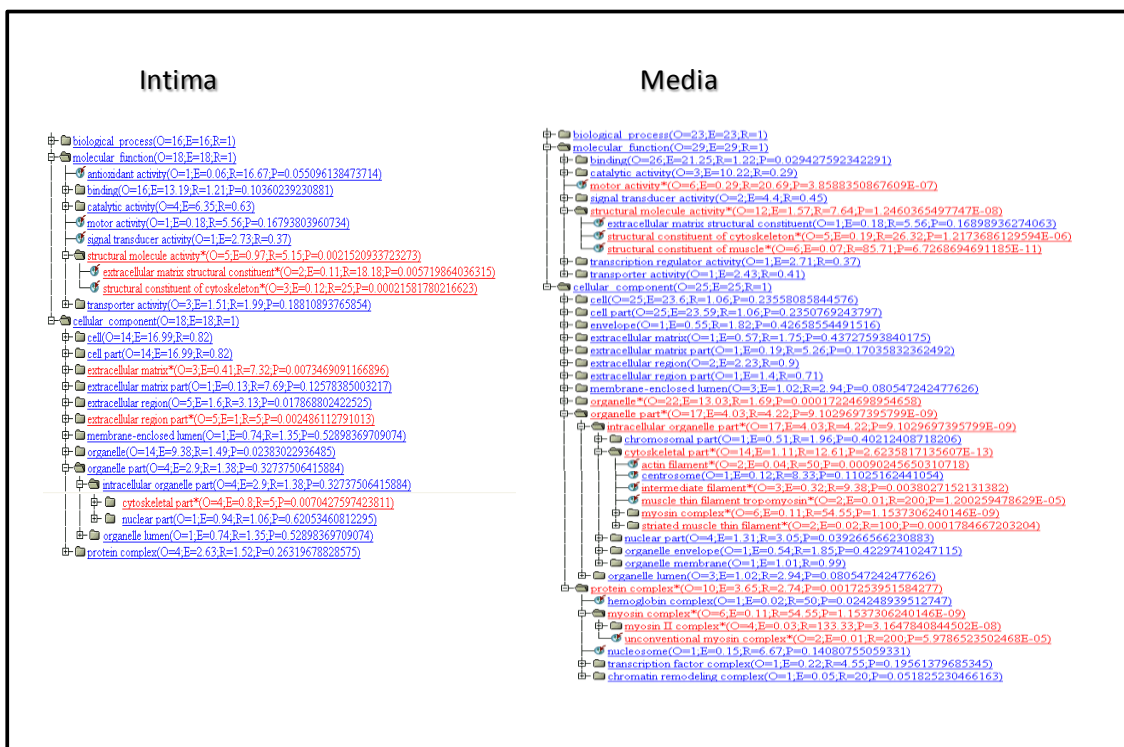 Intima
biological_process(O=16;E=16;R=1)
molecular_function(O=18;E=18;R=1)
antioxidant activity(O=1;E=0.06;R=16.67;P=0.055096138473714)
binding(O=16;E=13.19;R=1.21;P=0.10360239230881)
catalytic activity(O=4;E=6.35;R=0.63)
motor activity(O=1;E=0.18;R=5.56;P=0.16793803960734)
signal transducer activity(O=1;E=2.73;R=0.37)
structural molecule activity*(O=5;E=0.97;R=5.15;P=0.0021520933723273)
extracellular matrix structural constituent*(O=2;E=0.11;R=18.18;P=0.005719864036315)
structural constituent of cytoskeleton*(O=3;E=0.12;R=25;P=0.00021581780216623)
transporter activity(O=3;E=1.51;R=1.99;P=0.18810893765854)
cellular_component(O=18;E=18;R=1)
cell(O=14;E=16.99;R=0.82)
cell part(O=14;E=16.99;R=0.82)
extracellular matrix*(O=3;E=0.41;R=7.32;P=0.0073469091166896)
extracellular matrix part(O=1;E=0.13;R=7.69;P=0.12578385003217)
extracellular region(O=5;E=1.6;R=3.13;P=0.017868802422525)
extracellular region part*(O=5;E=1;R=5;P=0.002486112791013)
membrane-enclosed lumen(O=1;E=0.74;R=1.35;P=0.52898369709074)
organelle(O=14;E=9.38;R=1.49;P=0.02383022936485)
organelle part(O=4;E=2.9;R=1.38;P=0.32737506415884)
intracellular organelle part(O=4;E=2.9;R=1.38;P=0.32737506415884)
cytoskeletal part*(O=4;E=0.8;R=5;P=0.0070427597423811)
nuclear part(O=1;E=0.94;R=1.06;P=0.62053460812295)
organelle lumen(O=1;E=0.74;R=1.35;P=0.52898369709074)
protein complex(O=4;E=2.63;R=1.52;P=0.26319678828575)
Media
biological_process(O=23;E=23;R=1)
molecular_function(O=29;E=29;R=1)
binding(O=26;E=21.25;R=1.22;P=0.029427592342291)
catalytic activity(O=3;E=10.22;R=0.29)
motor activity*(O=6;E=0.29;R=20.69;P=3.8588350867609E-07)
signal transducer activity(O=2;E=4.4;R=0.45)
structural molecule activity*(O=12;E=1.57;R=7.64;P=1.2460365497747E-08)
extracellular matrix structural constituent(O=1;E=0.18;R=5.56;P=0.16898936274063)
structural constituent of cytoskeleton*(O=5;E=0.19;R=26.32;P=1.2173686129594E-06)
structural constituent of muscle*(O=6;E=0.07;R=85.71;P=6.7268694691185E-11)
transcription regulator activity(O=1;E=2.71;R=0.37)
transporter activity(O=1;E=2.43;R=0.41)
cellular_component(O=25;E=25;R=1)
cell(O=25;E=23.6;R=1.06;P=0.23558085844576)
cell part(O=25;E=23.59;R=1.06;P=0.2350769243797)
envelope(O=1;E=0.55;R=1.82;P=0.42658554491516)
extracellular matrix(O=1;E=0.57;R=1.75;P=0.43727593840175)
extracellular matrix part(O=1;E=0.19;R=5.26;P=0.17035832362492)
extracellular region(O=2;E=2.23;R=0.9)
extracellular region part(O=1;E=1.4;R=0.71)
membrane-enclosed lumen(O=3;E=1.02;R=2.94;P=0.080547242477626)
organelle*(O=22;E=13.03;R=1.69;P=0.00017224698954658)
organelle part*(O=17;E=4.03;R=4.22;P=9.1029697395799E-09)
intracellular organelle part*(O=17;E=4.03;R=4.22;P=9.1029697395799E-09)
chromosomal part(O=1;E=0.51;R=1.96;P=0.40212408718206)
cytoskeletal part*(O=14;E=1.11;R=12.61;P=2.6235817135607E-13)
actin filament*(O=2;E=0.04;R=50;P=0.00090245650310718)
centrosome(O=1;E=0.12;R=8.33;P=0.11025162441054)
intermediate filament*(O=3;E=0.32;R=9.38;P=0.0038027152131382)
muscle thin filament tropomyosin*(O=2;E=0.01;R=200;P=1.200259478629E-05)
myosin complex*(O=6;E=0.11;R=54.55;P=1.1537306240146E-09)
striated muscle thin filament*(O=2;E=0.02;R=100;P=0.0001784667203204)
nuclear part(O=4;E=1.31;R=3.05;P=0.039266566230883)
organelle envelope(O=1;E=0.54;R=1.85;P=0.42297410247115)
organelle membrane(O=1;E=1.01;R=0.99)
organelle lumen(O=3;E=1.02;R=2.94;P=0.080547242477626)
protein complex*(O=10;E=3.65;R=2.74;P=0.0017253951584277)
hemoglobin complex(O=1;E=0.02;R=50;P=0.024248939512747)
myosin complex*(O=6;E=0.11;R=54.55;P=1.1537306240146E-09)
myosin II complex*(O=4;E=0.03;R=133.33;P=3.1647840844502E-08)
unconventional myosin complex*(O=2;E=0.01;R=200;P=5.9786523502468E-05)
nucleosome(O=1;E=0.15;R=6.67;P=0.14080755059331)
transcription factor complex(O=1;E=0.22;R=4.55;P=0.19561379685345)
chromatin remodeling complex(O=1;E=0.05;R=20;P=0.051825230466163)